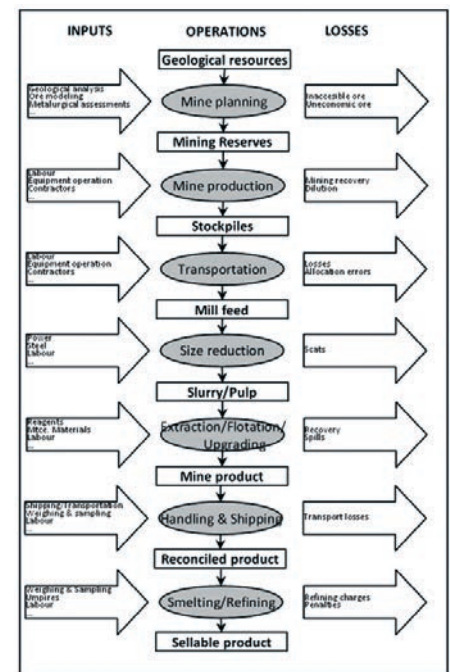 INPUTS OPERATIONS LOSSES
Geological resources
Geological analysis
Ore modeling
Metalurgical assessments
...
Mine planning
Inaccesible ore
Uneconomic ore
Mining Reserves
Labour
Equipment operation
Contractors
...
Mine production
Mining recovery
Dilution
Stockpiles
Labour
Equipment operation
Contractors
...
Transportation
Losses
Allocation errors
Mill feed
Power
Steel
Labour
...
Size reduction
Scats
Slurry/Pulp
Reagents
Mtce. Materials
Labour
...
Extraction/Flotation/
Upgrading
Recovery
Spills
Mine product
Shipping/Transportation
Weighing & sampling
Labour
...
Handling & Shipping
Transport losses
Reconciled product
Weighing & Sampling
Umpires
Labour
...
Smelting/Refining
Refining charges
Penalties
Sellable product